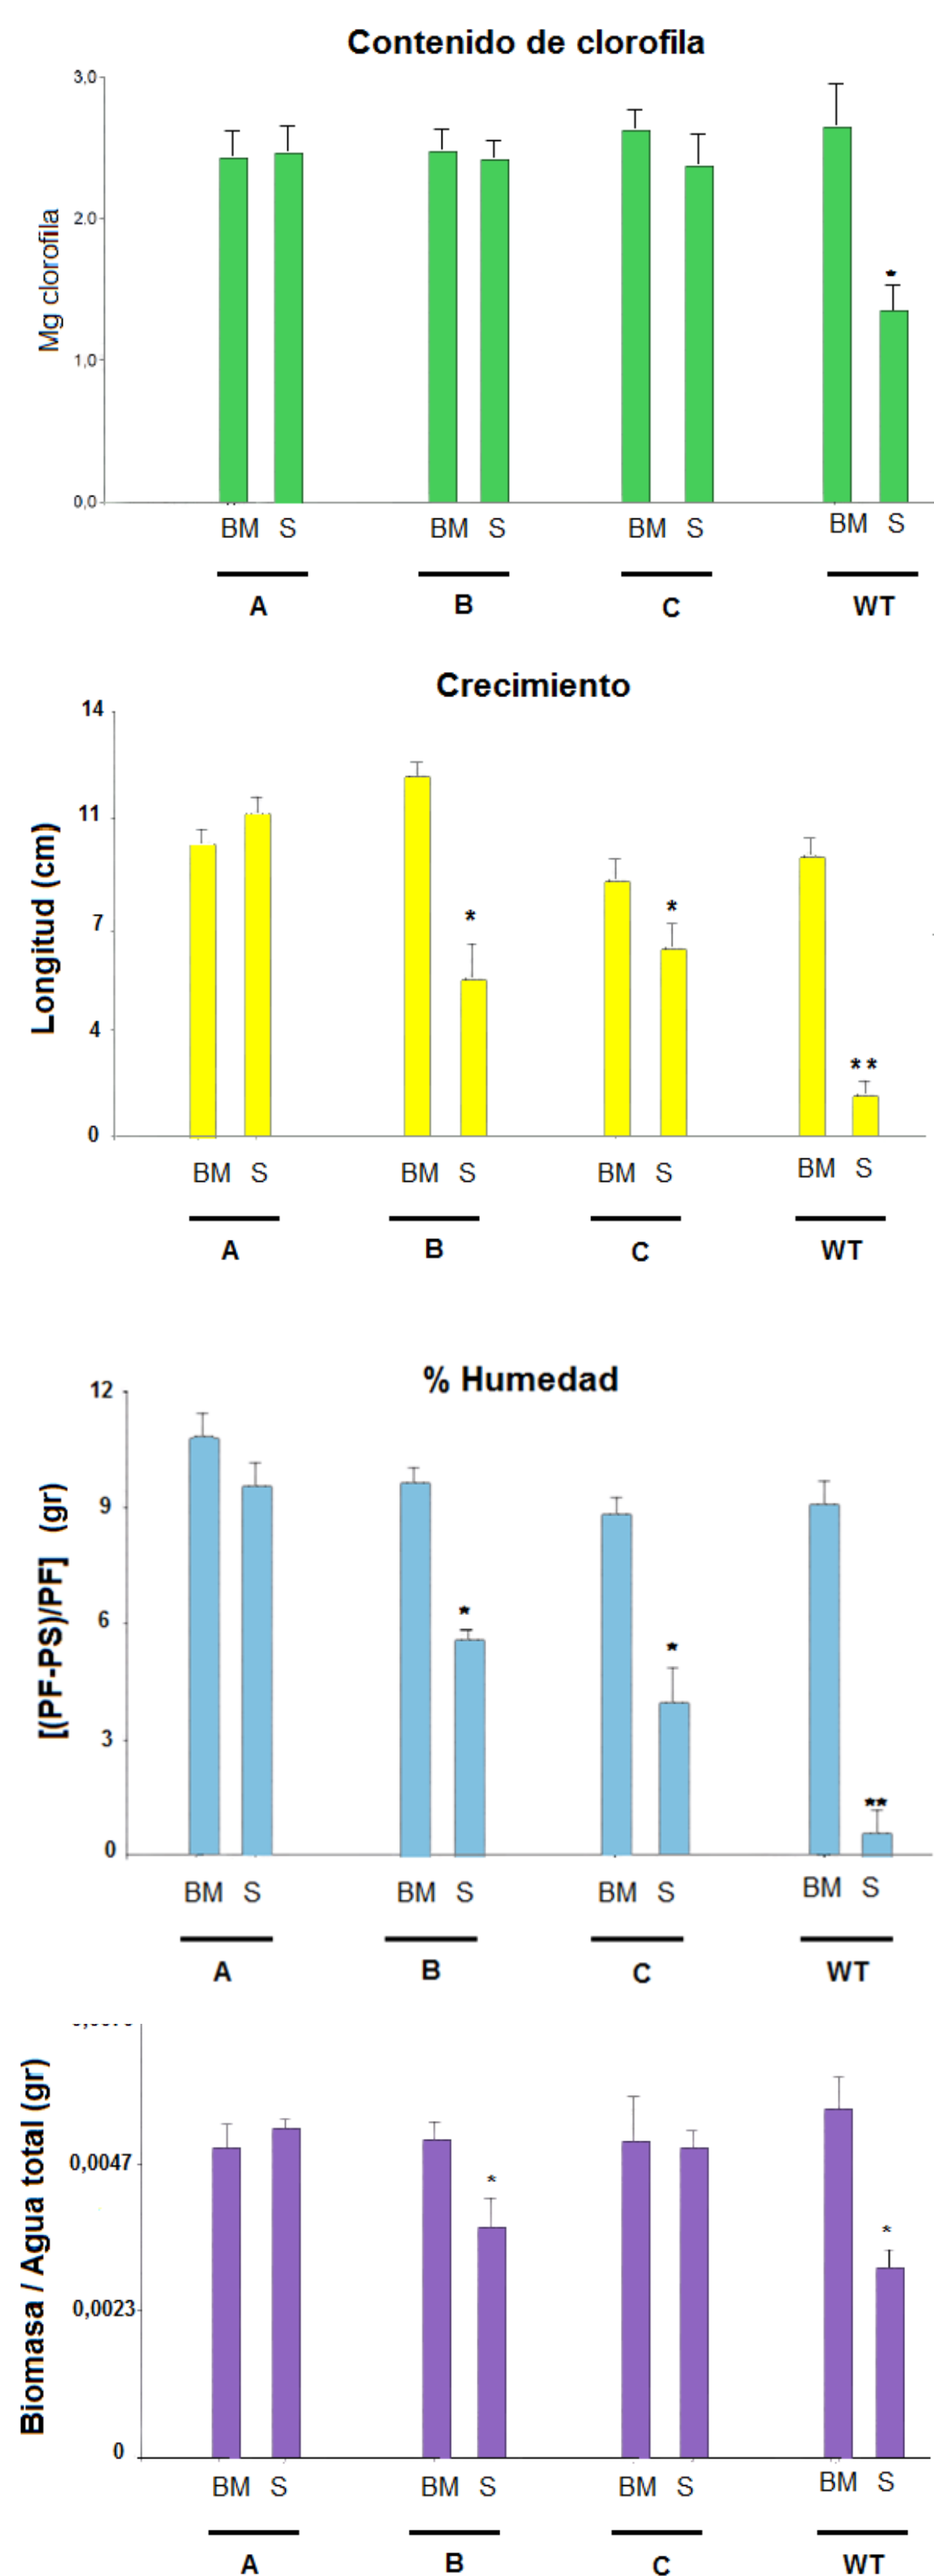 Contenido de clorofila
Mg clorofila
3,0
2.0
1,0
0,0
BM S BM S BM S BM S
*
A B C WT
Crecimiento
Longitud (cm)
14
11
7
4
0
* * **
BM S BM S BM S BM S
A B C WT
% Humedad
[(PF-PS)/PF] (gr)
12
9
6
3
0
* * **
BM S BM S BM S BM S
A B C WT
Biomasa / Agua total (gr)
0,0047
0,0023
0
* *
BM S BM S BM S BM S
A B C WT